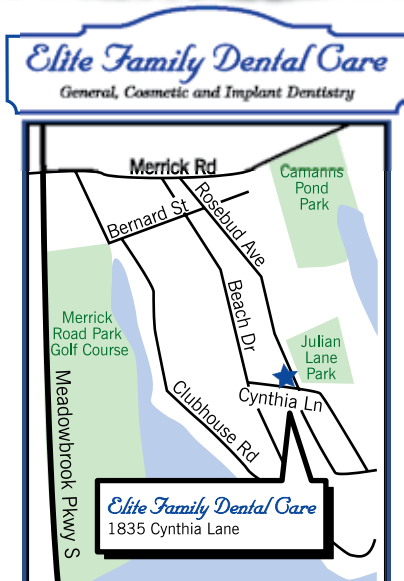 Elite Family Dental Care
General, Cosmetic and Implant Dentistry
Merrick Rd
Camanns
Pond
Park
Bernard St
Rosebud Ave
Beach Dr
Merrick
Road Park
Golf Course
Julian
Lane
Park
Cynthia Ln
Clubhouse Rd
Meadowbrook Pkwy S
Elite Family Dental Care
1835 Cynthia Lane